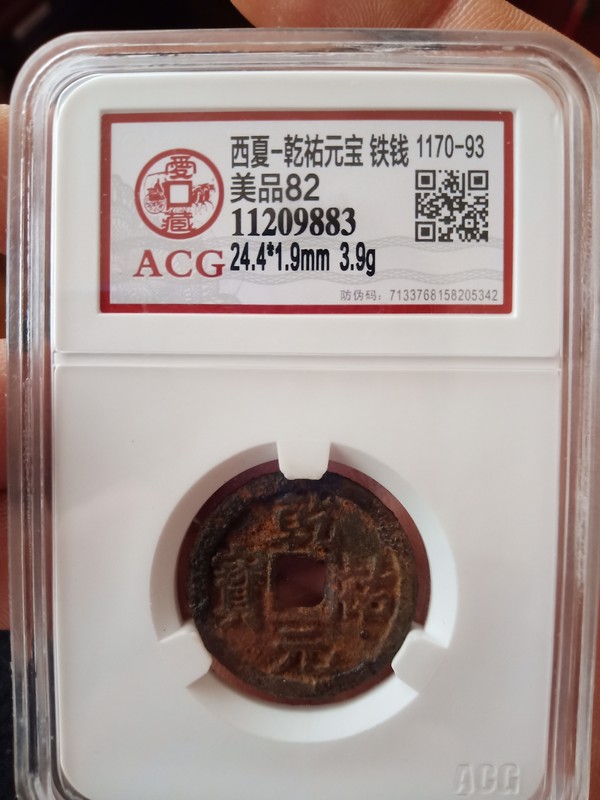 愛藏
ACG
西夏-乾祐元宝 铁钱 1170-93
美品82
11209883
24.4*1.9mm 3.9g
防伪码：7133768158205342
乾祐元寶
ACG